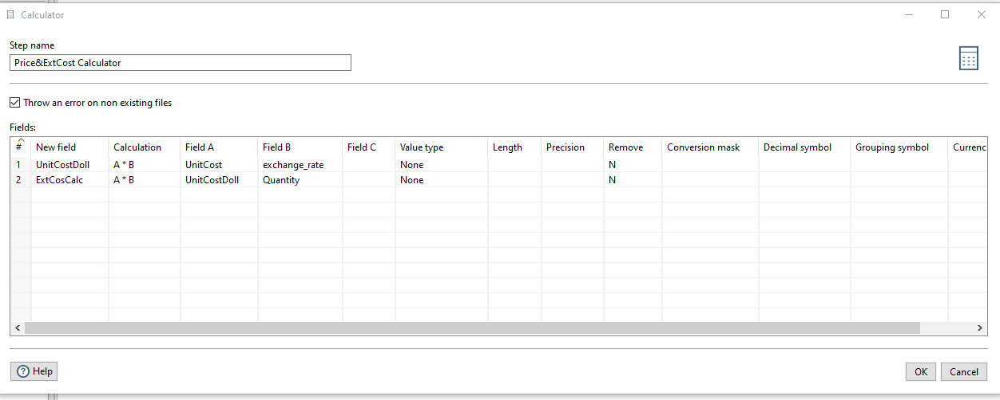 Calculator
Step name
Price&ExtCost Calculator
Throw an error on non existing files
Fields:
# New field Calculation Field A Field B Field C Value type Length Precision Remove Conversion mask Decimal symbol Grouping symbol Currenc
1 UnitCostDoll A * B UnitCost exchange_rate None N
2 ExtCosCalc A * B UnitCostDoll Quantity None N
Help OK Cancel